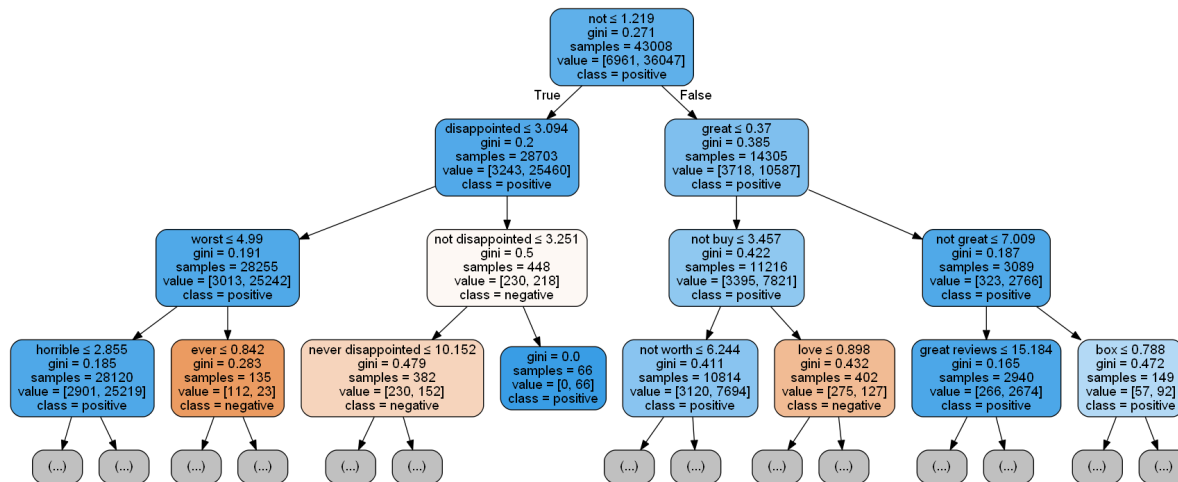 not ≤ 1.219
gini = 0.271
samples = 43008
value = [6961, 36047]
class = positive
True
False
disappointed ≤ 3.094
gini = 0.2
samples = 28703
value = [3243, 25460]
class = positive
great ≤ 0.37
gini = 0.385
samples = 14305
value = [3718, 10587]
class = positive
worst ≤ 4.99
gini = 0.191
samples = 28255
value = [3013, 25242]
class = positive
not disappointed ≤ 3.251
gini = 0.5
samples = 448
value = [230, 218]
class = negative
not buy ≤ 3.457
gini = 0.422
samples = 11216
value = [3395, 7821]
class = positive
not great ≤ 7.009
gini = 0.187
samples = 3089
value = [323, 2766]
class = positive
horrible ≤ 2.855
gini = 0.185
samples = 28120
value = [2901, 25219]
class = positive
ever ≤ 0.842
gini = 0.283
samples = 135
value = [112, 23]
class = negative
never disappointed ≤ 10.152
gini = 0.479
samples = 382
value = [230, 152]
class = negative
gini = 0.0
samples = 66
value = [0, 66]
class = positive
not worth ≤ 6.244
gini = 0.411
samples = 10814
value = [3120, 7694]
class = positive
love ≤ 0.898
gini = 0.432
samples = 402
value = [275, 127]
class = negative
great reviews ≤ 15.184
gini = 0.165
samples = 2940
value = [266, 2674]
class = positive
box ≤ 0.788
gini = 0.472
samples = 149
value = [57, 92]
class = positive
(...)
(...)
(...)
(...)
(...)
(...)
(...)
(...)
(...)
(...)
(...)
(...)
(...)
(...)